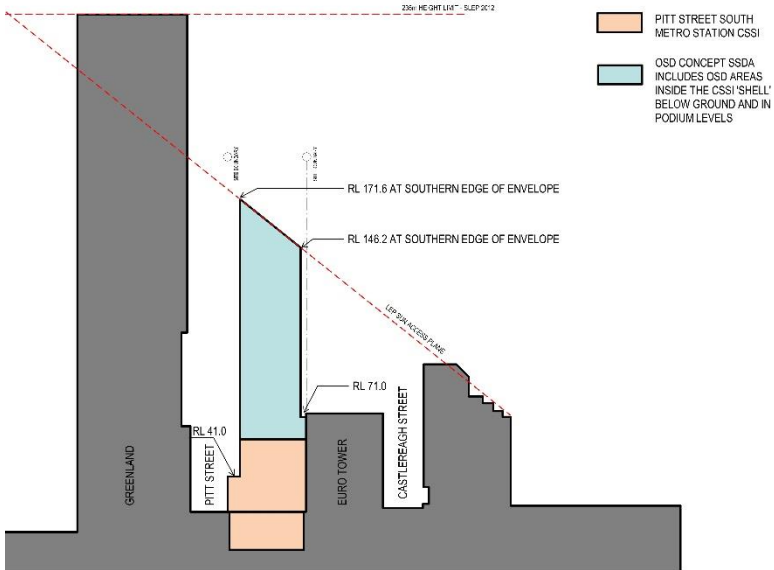 236m HEIGHT LIMIT - SLEP 2012
PITT STREET SOUTH
METRO STATION CSSI
OSD CONCEPT SSDA
INCLUDES OSD AREAS
INSIDE THE CSSI 'SHELL'
BELOW GROUND AND IN
PODIUM LEVELS
RL 171.6 AT SOUTHERN EDGE OF ENVELOPE
RL 146.2 AT SOUTHERN EDGE OF ENVELOPE
LEP SUN ACCESS PLANE
RL 71.0
RL 41.0
GREENLAND
PITT STREET
EURO TOWER
CASTLEREAGH STREET